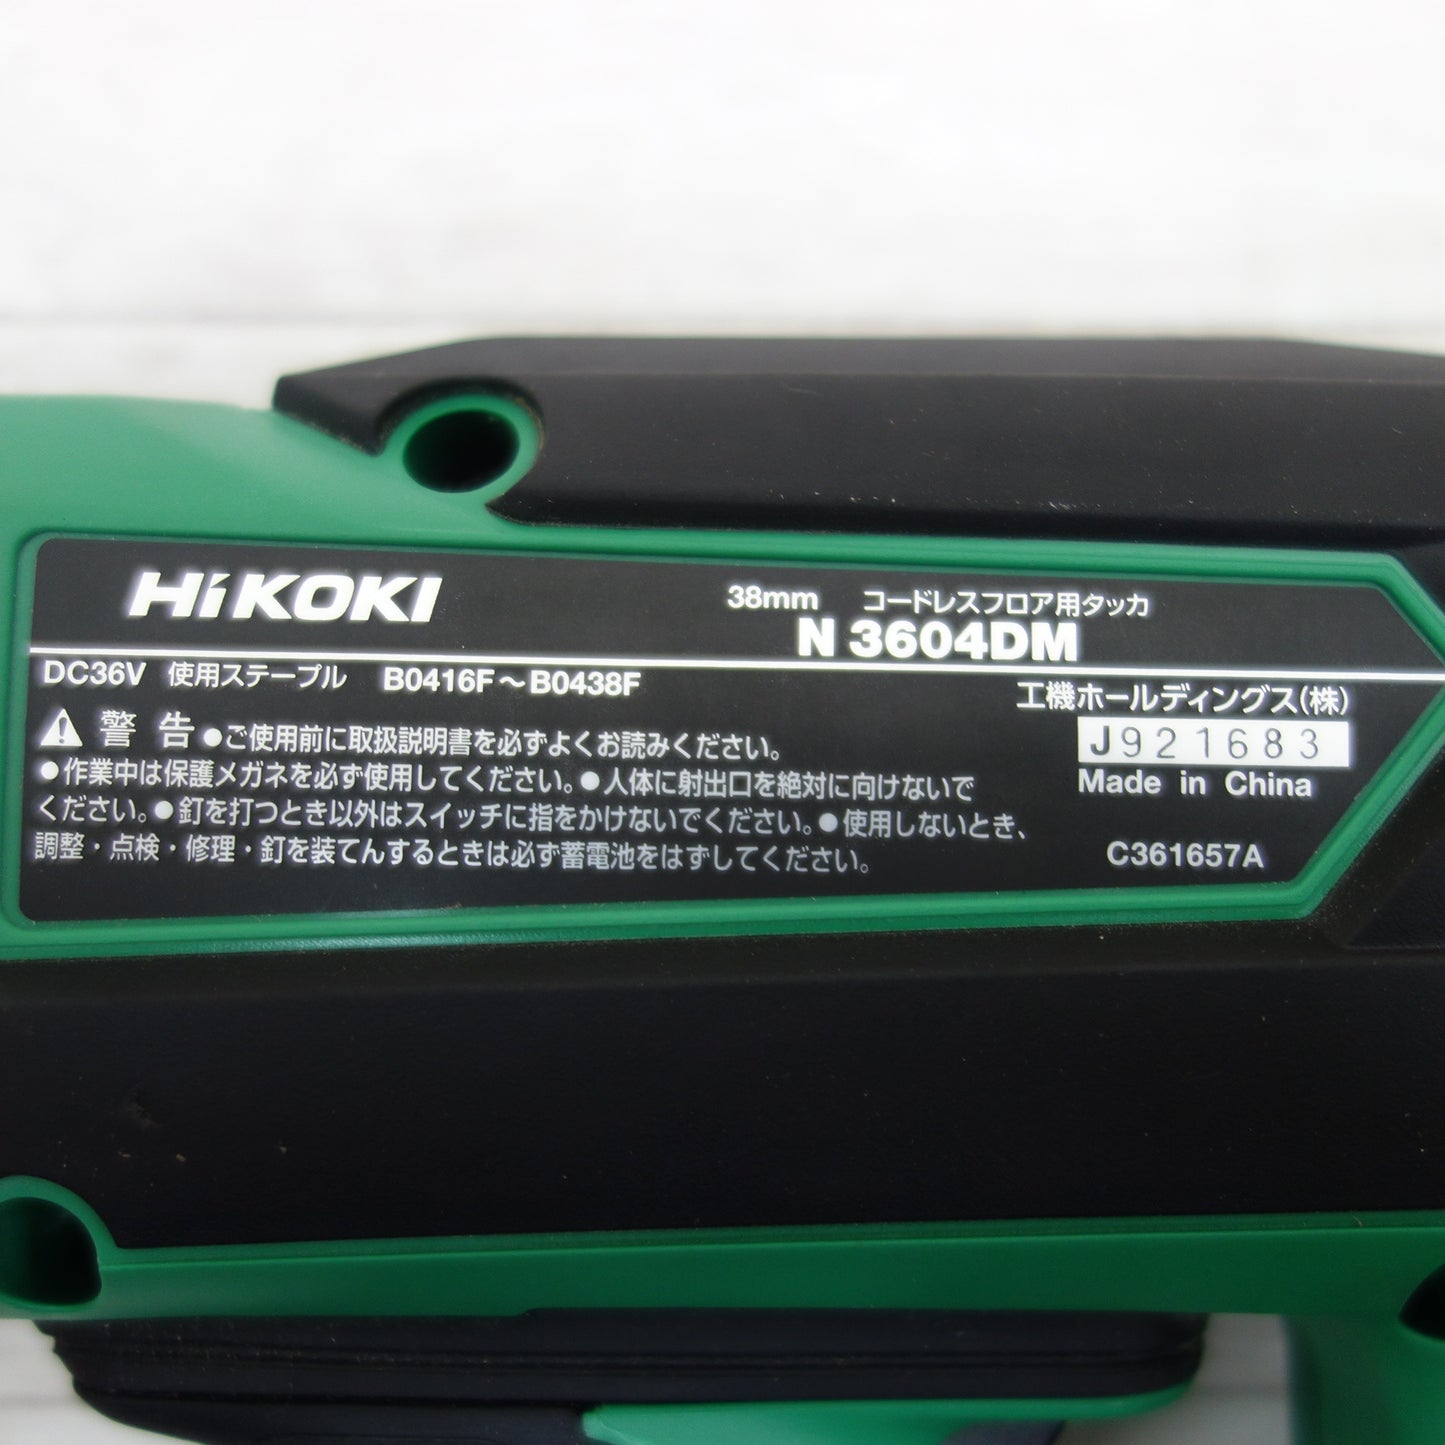 HiKOKI
38mm コードレスフロア用タッカ
N 3604DM
DC36V 使用ステープル B0416F～B0438F
工機ホールディングス(株)
J921683
Made in China
C361657A
⚠警告 ●ご使用前に取扱説明書を必ずよくお読みください。
●作業中は保護メガネを必ず使用してください。●人体に射出口を絶対に向けないで
ください。●釘を打つとき以外はスイッチに指をかけないでください。●使用しないとき、
調整・点検・修理・釘を装てんするときは必ず蓄電池をはずしてください。